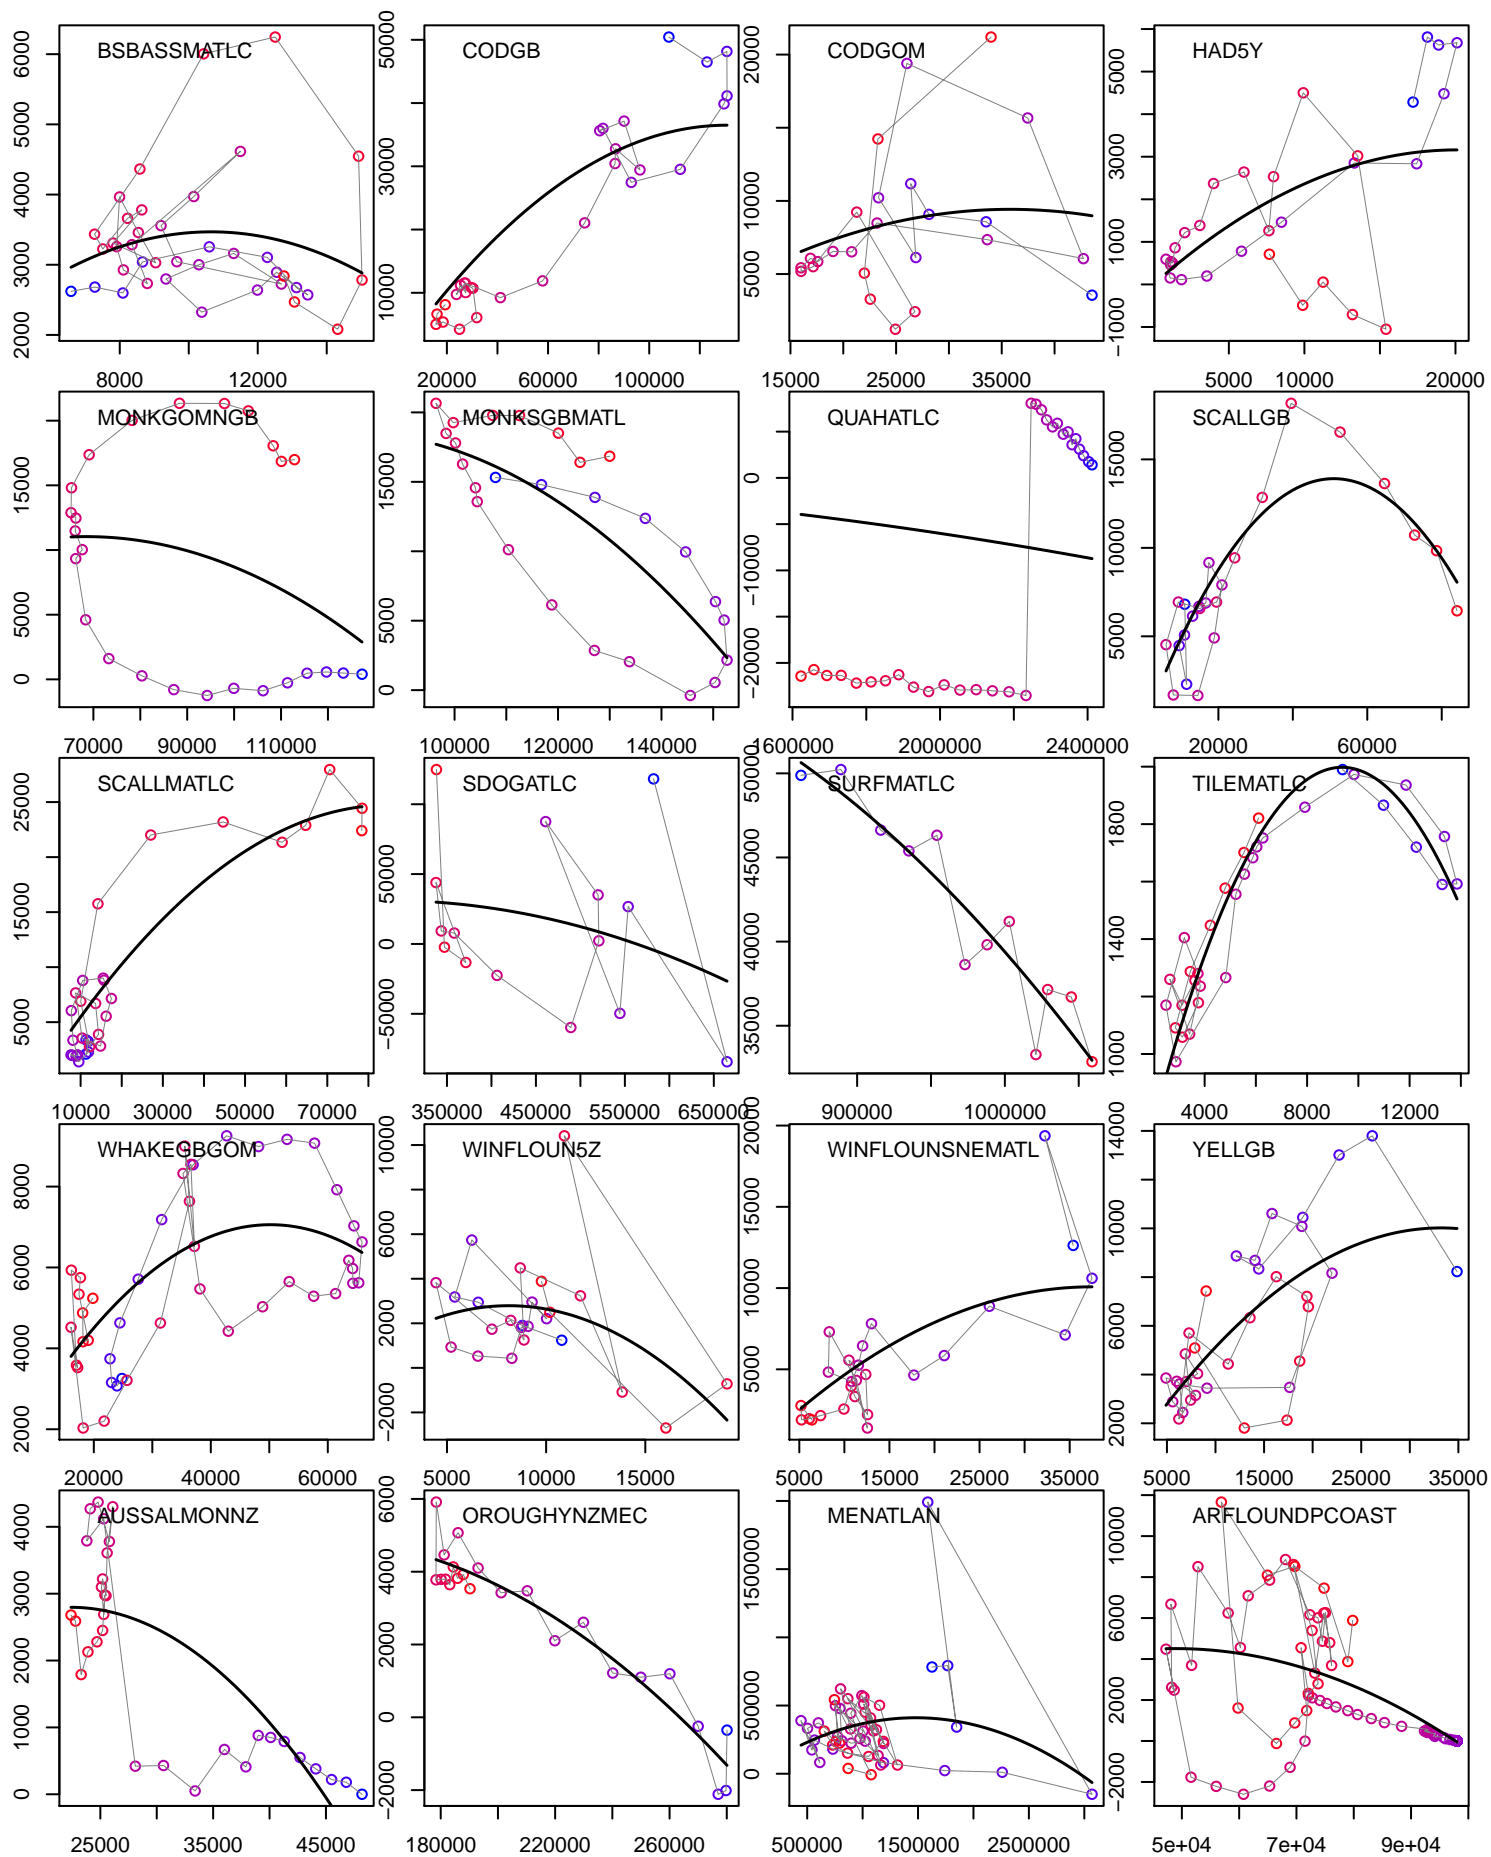 BSBASSMATLC CODGB CODGOM HAD5Y
2000 3000 4000 5000 6000
10000 30000 50000
5000 10000 20000
−1000 1000 3000 5000
8000 12000 20000 60000 100000 15000 25000 35000 5000 10000 20000
MONKGOMNGB MONKSGBMATL QUAHATLC SCALLGB
0 5000 15000
0 5000 15000
−20000 −10000 0
5000 10000 15000
70000 90000 110000 100000 120000 140000 1600000 2000000 2400000 20000 60000
SCALLMATLC SDOGATLC SURFMATLC TILEMATLC
5000 15000 25000
−50000 0 50000
35000 40000 45000 50000
1000 1400 1800
10000 30000 50000 70000 350000 450000 550000 650000 900000 1000000 4000 8000 12000
WHAKEGBGOM WINFLOUN5Z WINFLOUNSNEMATL YELLGB
2000 4000 6000 8000
−2000 2000 6000 10000
5000 10000 15000 20000
2000 6000 10000 14000
20000 40000 60000 5000 10000 15000 5000 15000 25000 35000 5000 15000 25000 35000
AUSSALMONNZ OROUGHYNZMEC MENATLAN ARFLOUNDPCOAST
0 1000 2000 3000 4000
−2000 0 2000 4000 6000
0 500000 1500000
−2000 2000 6000 10000
25000 35000 45000 180000 220000 260000 500000 1500000 2500000 5e+04 7e+04 9e+04